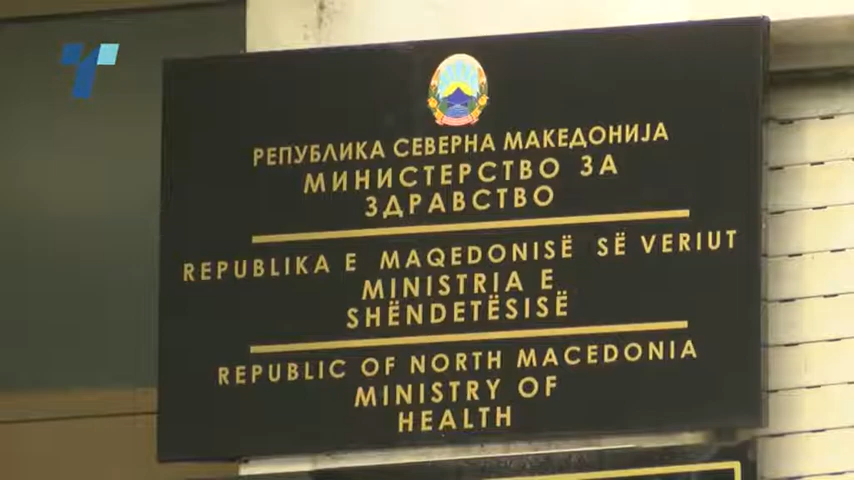 РЕПУБЛИКА СЕВЕРНА МАКЕДОНИЈА
МИНИСТЕРСТВО ЗА
ЗДРАВСТВО
REPUBLIKA E MAQEDONISË SË VERIUT
MINISTRIA E
SHËNDETËSISË
REPUBLIC OF NORTH MACEDONIA
MINISTRY OF
HEALTH